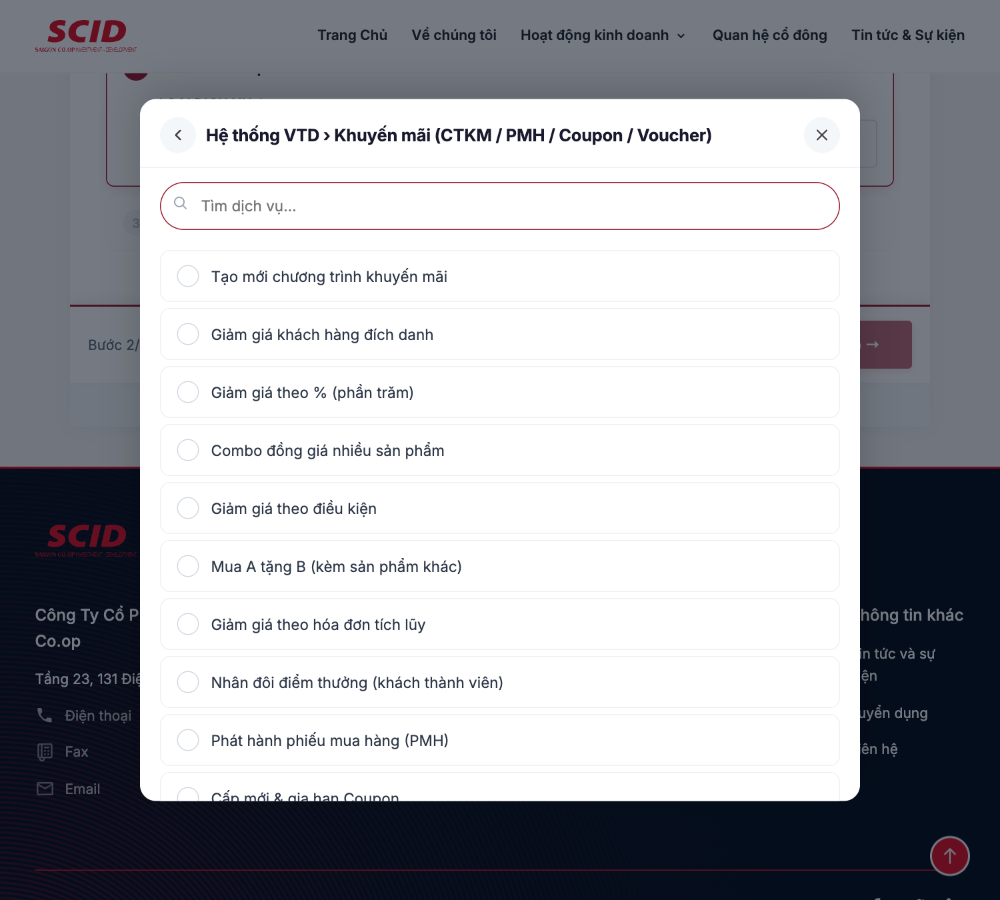 SCID
SAIGON CO.OP INVESTMENT - DEVELOPMENT
Trang Chủ
Về chúng tôi
Hoạt động kinh doanh
Quan hệ cổ đông
Tin tức & Sự kiện
Hệ thống VTD › Khuyến mãi (CTKM / PMH / Coupon / Voucher)
Tìm dịch vụ...
3
Tạo mới chương trình khuyến mãi
Giảm giá khách hàng đích danh
Bước 2/
Giảm giá theo % (phần trăm)
Combo đồng giá nhiều sản phẩm
Giảm giá theo điều kiện
SCID
SAIGON CO.OP INVESTMENT - DEVELOPMENT
Mua A tặng B (kèm sản phẩm khác)
Công Ty Cổ P
hông tin khác
Giảm giá theo hóa đơn tích lũy
Co.op
in tức và sự
Tầng 23, 131 Điệ
ện
Nhân đôi điểm thưởng (khách thành viên)
Điện thoại
uyển dụng
Phát hành phiếu mua hàng (PMH)
Fax
iên hệ
Email
Cấp mới & gia hạn Coupon